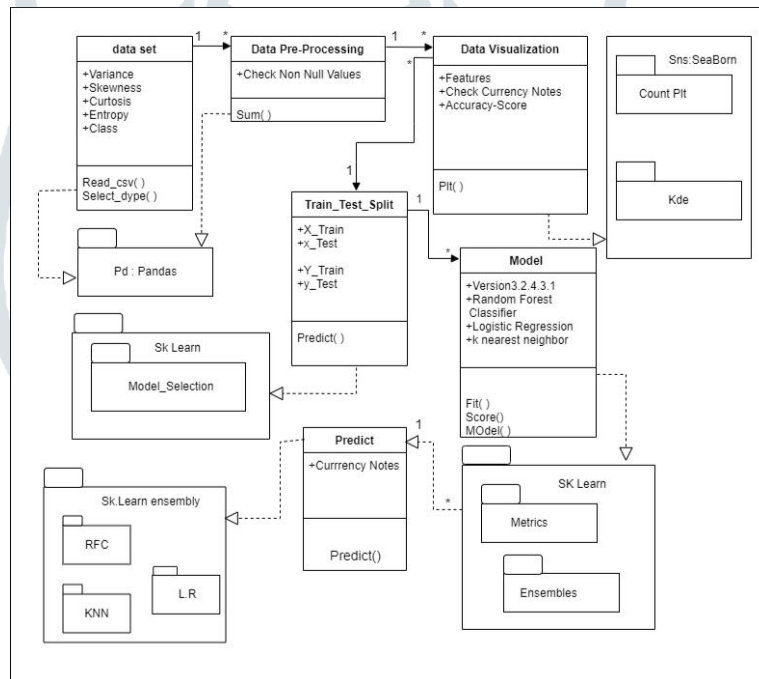 data set
+Variance
+Skewness
+Curtosis
+Entropy
+Class
Read_csv( )
Select_dype( )
1
*
Data Pre-Processing
+Check Non Null Values
Sum( )
1
*
Data Visualization
+Features
+Check Currency Notes
+Accuracy-Score
Plt( )
Sns:SeaBorn
Count Plt
Kde
*
1
Train_Test_Split
+X_Train
+x_Test
+Y_Train
+y_Test
Predict( )
1
*
Pd : Pandas
Model
+Version3.2.4.3.1
+Random Forest
Classifier
+Logistic Regression
+k nearest neighbor
Fit( )
Score()
MOdel( )
Sk Learn
Model_Selection
Predict
+Currrency Notes
Predict()
1
*
Sk.Learn ensembly
RFC
L.R
KNN
SK Learn
Metrics
Ensembles